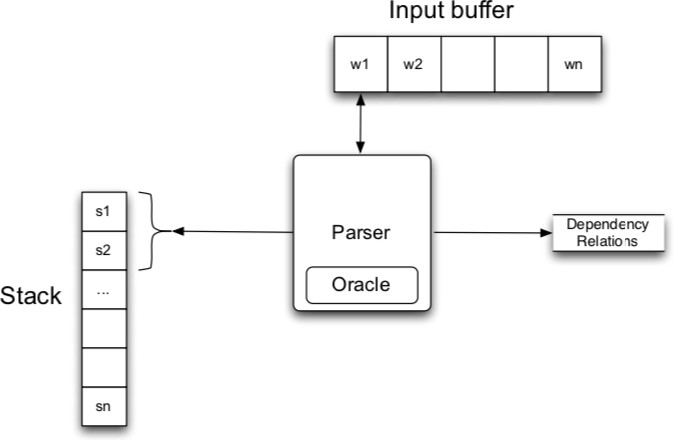 Input buffer
w1 w2 wn
s1
s2
Parser
Dependency
Relations
Stack
...
Oracle
sn